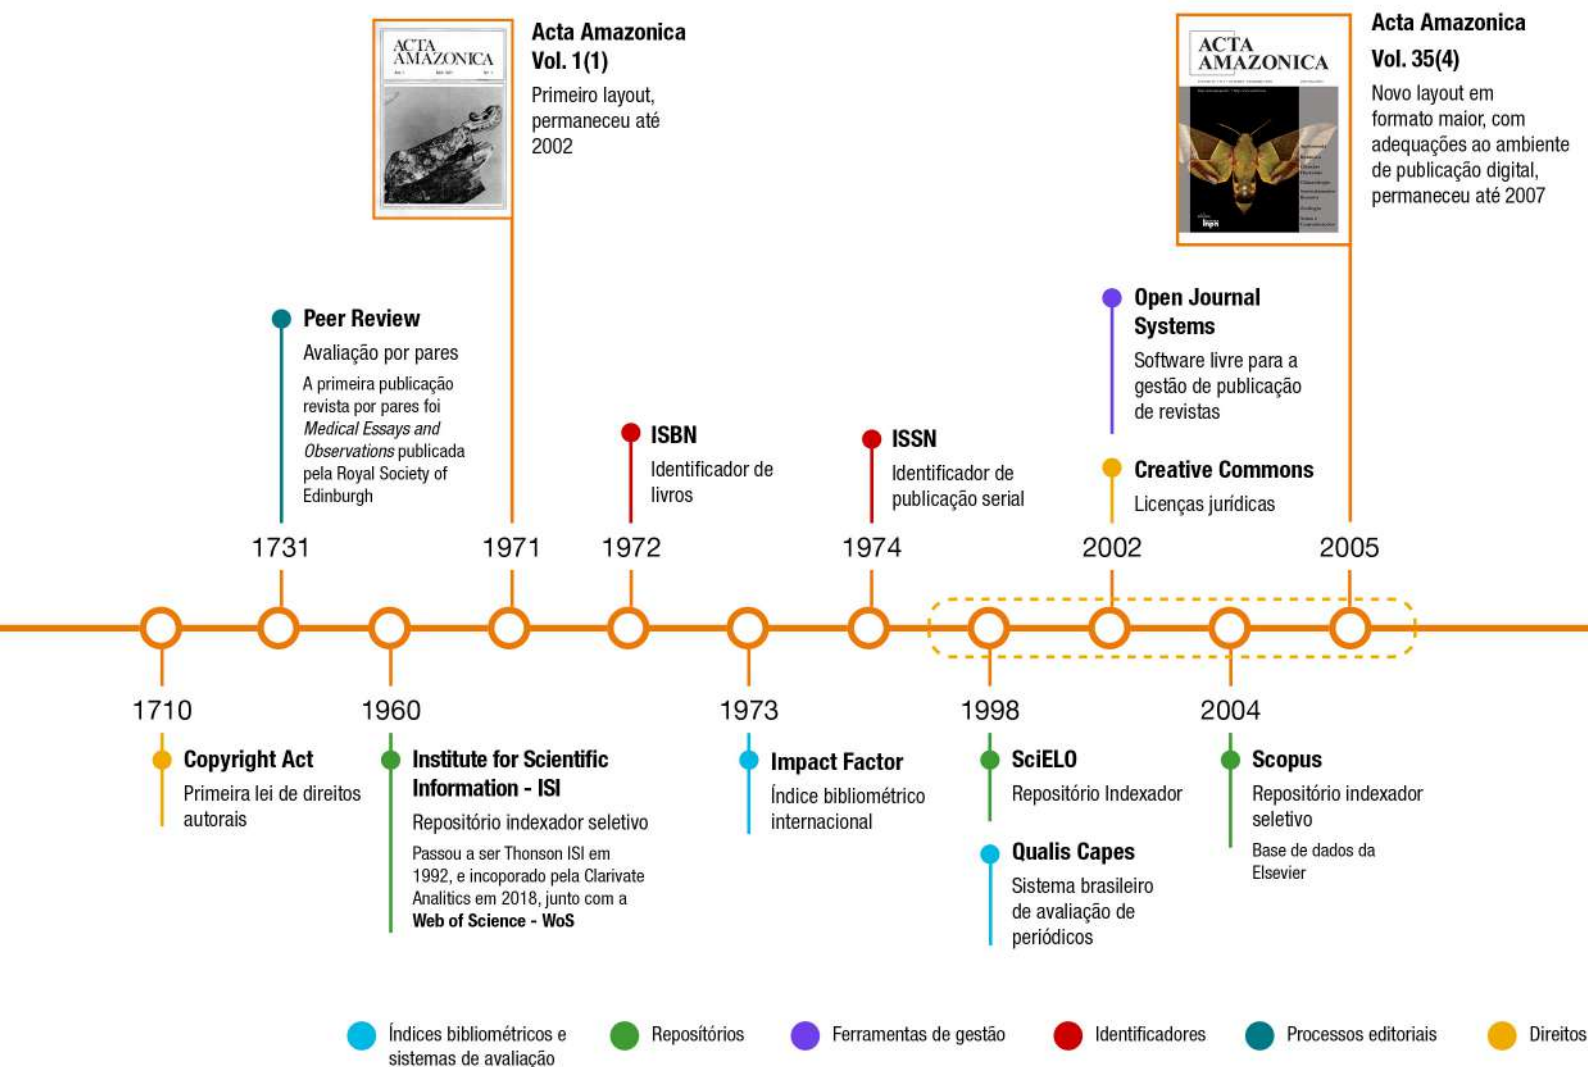 ACTA
AMAZONICA
Acta Amazonica
Vol. 1(1)
Primeiro layout,
permaneceu até
2002
ACTA
AMAZONICA
inpa
Acta Amazonica
Vol. 35(4)
Novo layout em
formato maior, com
adequações ao ambiente
de publicação digital,
permaneceu até 2007
Peer Review
Avaliação por pares
A primeira publicação
revista por pares foi
Medical Essays and
Observations publicada
pela Royal Society of
Edinburgh
ISBN
Identificador de
livros
ISSN
Identificador de
publicação serial
Open Journal
Systems
Software livre para a
gestão de publicação
de revistas
Creative Commons
Licenças jurídicas
1731
1971
1972
1974
2002
2005
1710
1960
1973
1998
2004
Copyright Act
Primeira lei de direitos
autorais
Institute for Scientific
Information - ISI
Repositório indexador seletivo
Passou a ser Thonson ISI em
1992, e incoporado pela Clarivate
Analitics em 2018, junto com a
Web of Science - WoS
Impact Factor
Índice bibliométrico
internacional
SciELO
Repositório Indexador
Qualis Capes
Sistema brasileiro
de avaliação de
periódicos
Scopus
Repositório indexador
seletivo
Base de dados da
Elsevier
Índices bibliométricos e
sistemas de avaliação
Reposítórios
Ferramentas de gestão
Identificadores
Processos editoriais
Direitos